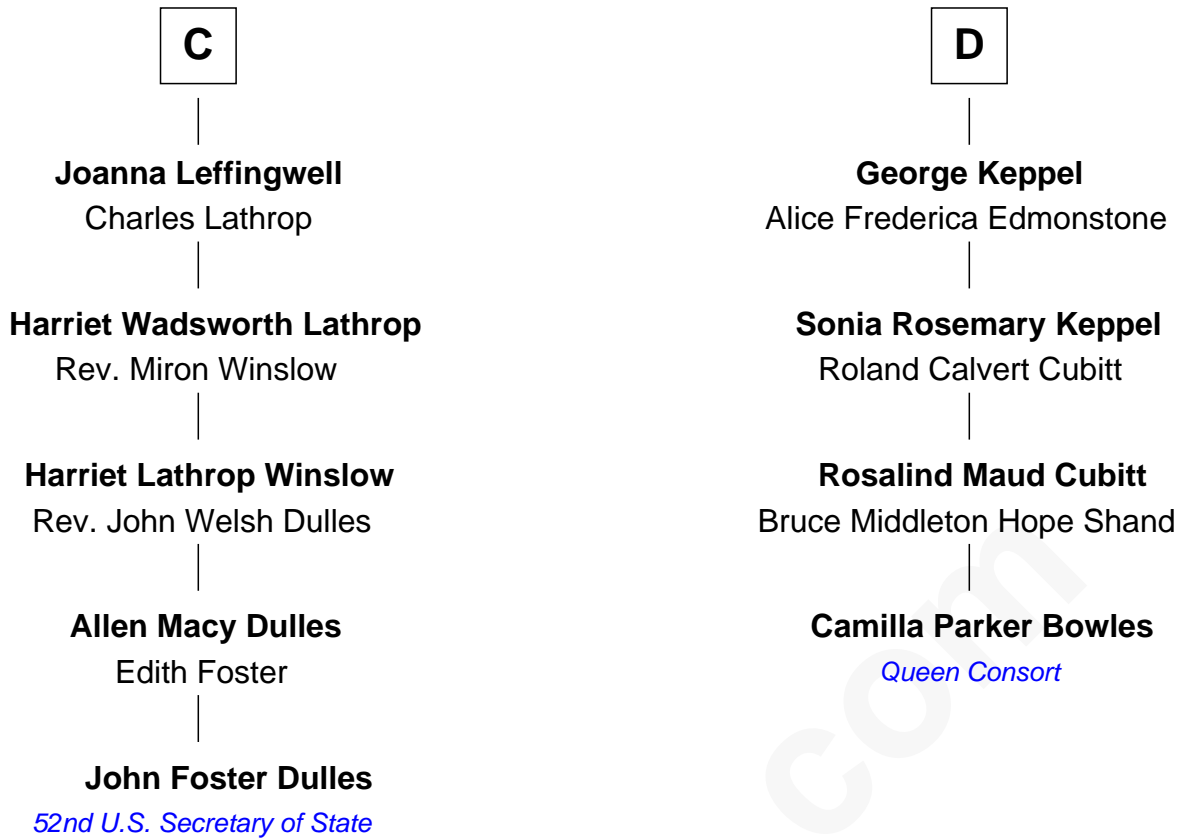 C
Joanna Leffingwell
Charles Lathrop
Harriet Wadsworth Lathrop
Rev. Miron Winslow
Harriet Lathrop Winslow
Rev. John Welsh Dulles
Allen Macy Dulles
Edith Foster
John Foster Dulles
52nd U.S. Secretary of State
D
George Keppel
Alice Frederica Edmonstone
Sonia Rosemary Keppel
Roland Calvert Cubitt
Rosalind Maud Cubitt
Bruce Middleton Hope Shand
Camilla Parker Bowles
Queen Consort
com